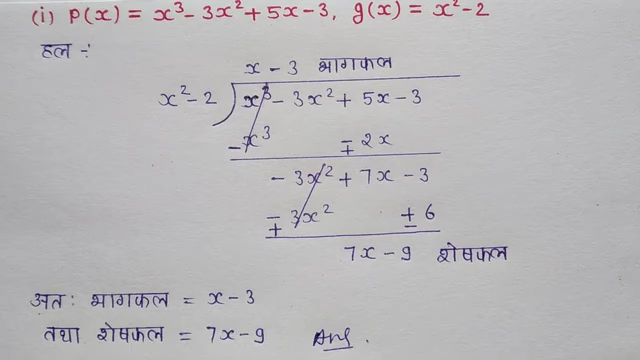 (i) P(x) = x³ - 3x² + 5x - 3, g(x) = x² - 2
हल :-
x - 3 भागफल
x² - 2 ) x³ - 3x² + 5x - 3
- x³ ∓ 2x
- 3x² + 7x - 3
∓ 3x² ± 6
7x - 9 शेषफल
अतः भागफल = x - 3
तथा शेषफल = 7x - 9 Ans.